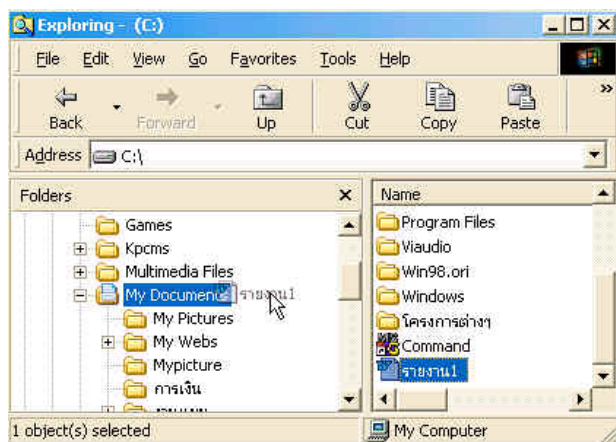 Exploring - (C:)
File Edit View Go Favorites Tools Help
Back Forward Up Cut Copy Paste »
Address C:\
Folders
Games
Kpcms
Multimedia Files
My Documen
รายงาน1
My Pictures
My Webs
Mypicture
การเงิน
Name
Program Files
Viaudio
Win98.ori
Windows
โครงการต่างๆ
Command
รายงาน1
1 object(s) selected
My Computer